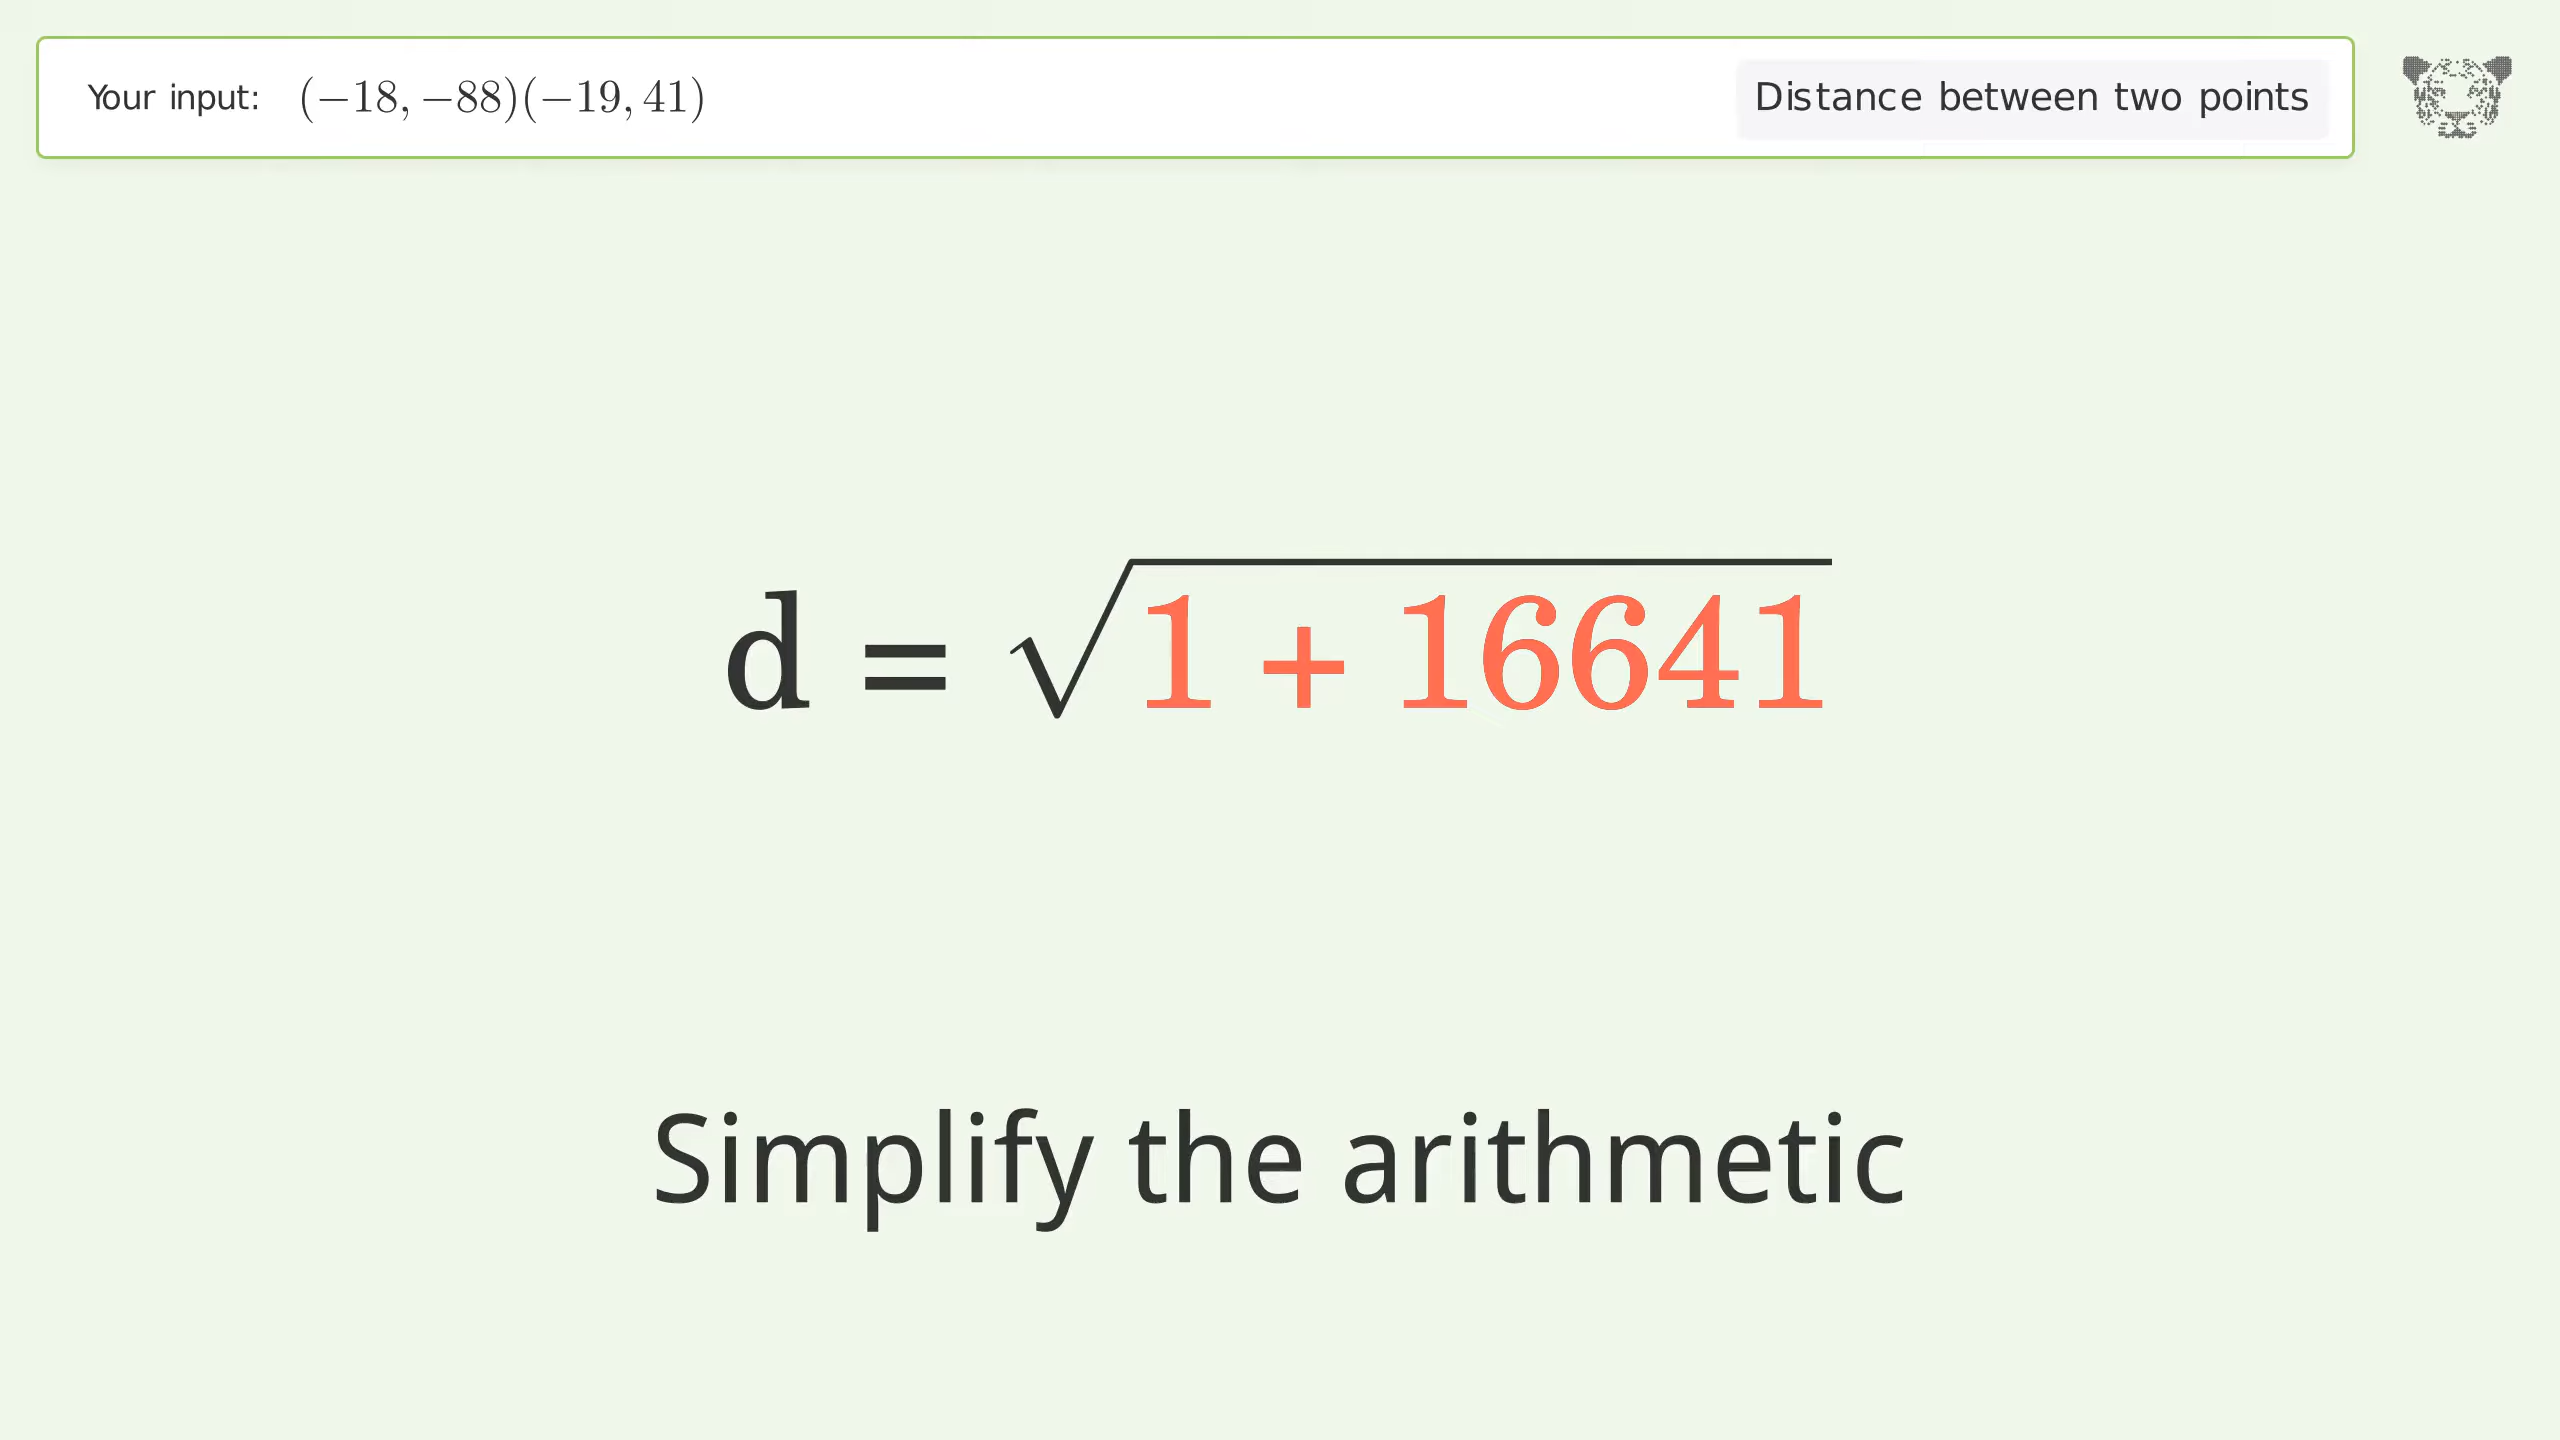 Your input: (−18, −88)(−19, 41)
Distance between two points
d = √1 + 16641
Simplify the arithmetic